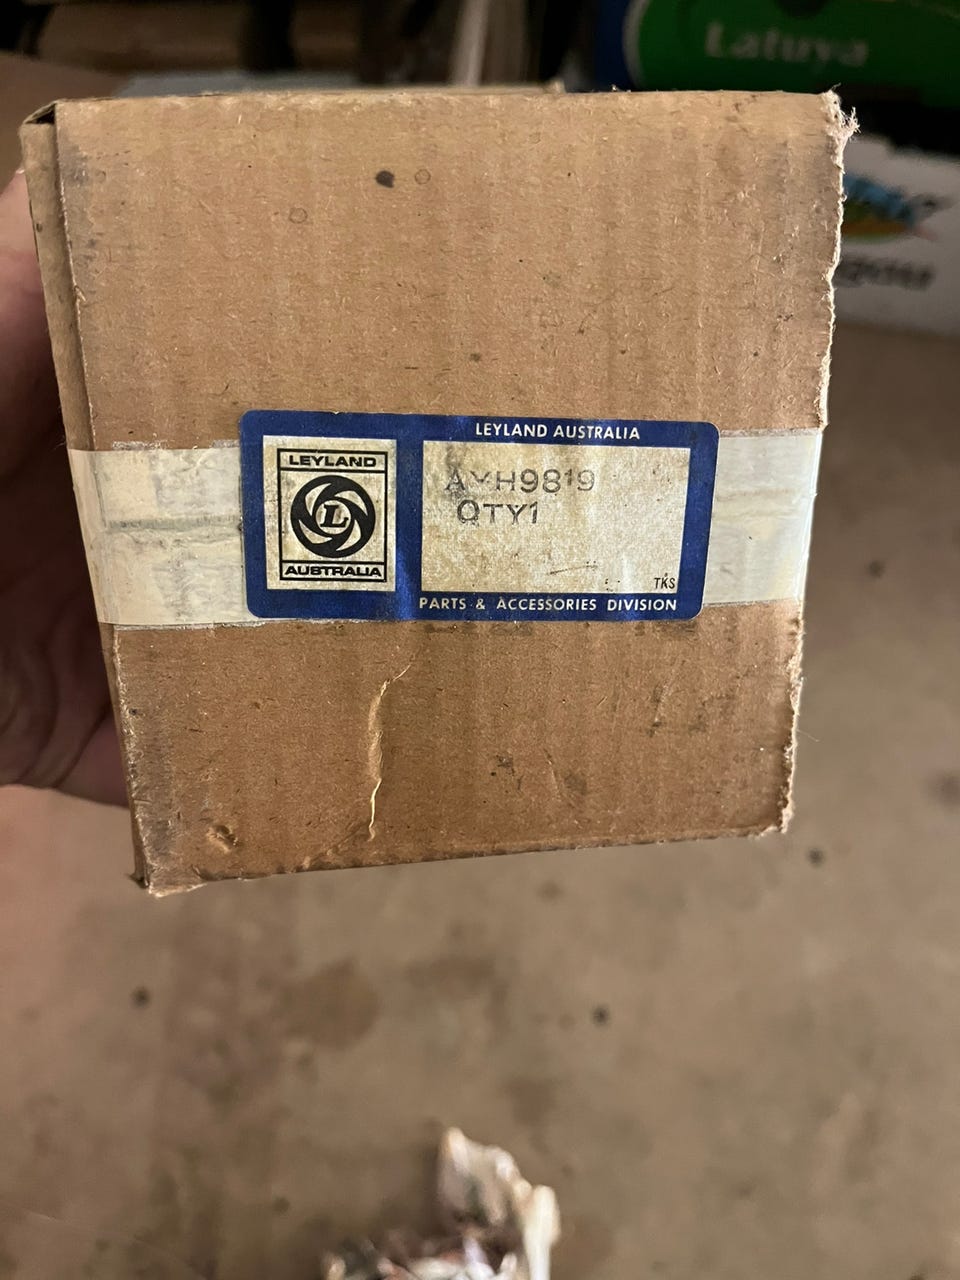 Latuya
LEYLAND AUSTRALIA
LEYLAND
L
AUSTRALIA
AYH9819
QTY1
TKS
PARTS & ACCESSORIES DIVISION